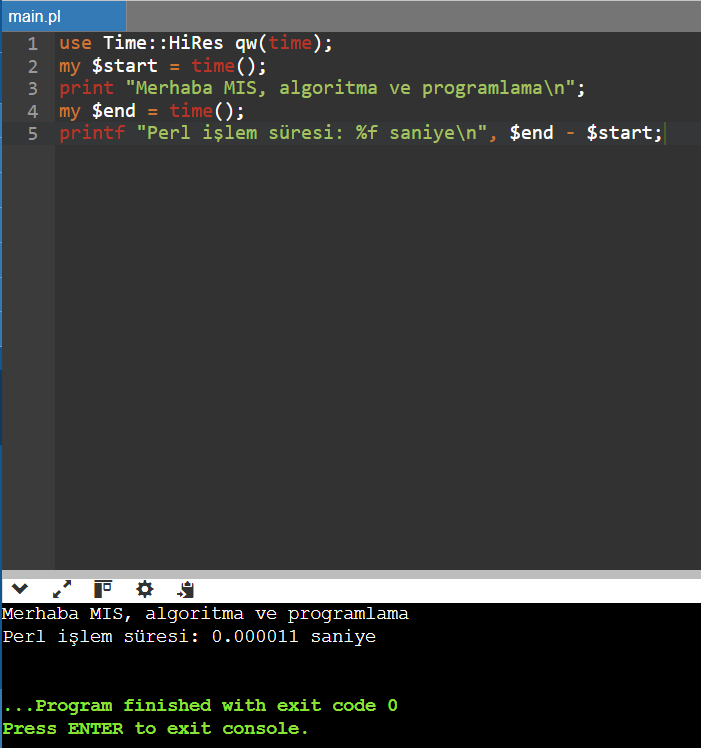 main.pl
1 use Time::HiRes qw(time);
2 my $start = time();
3 print "Merhaba MIS, algoritma ve programlama\n";
4 my $end = time();
5 printf "Perl işlem süresi: %f saniye\n", $end - $start;
Merhaba MIS, algoritma ve programlama
Perl işlem süresi: 0.000011 saniye
...Program finished with exit code 0
Press ENTER to exit console.